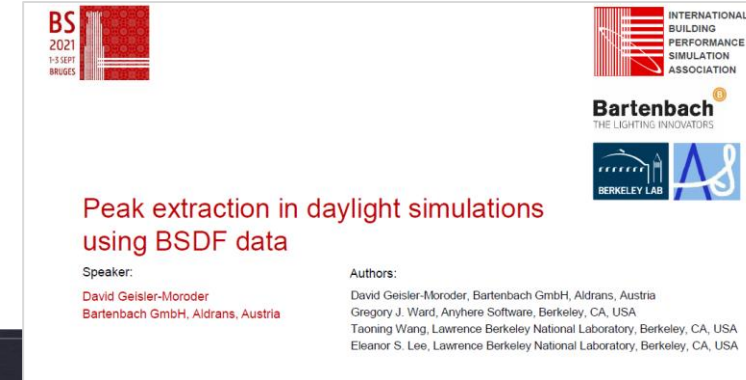 BS
2021
1-3 SEPT
BRUGES
INTERNATIONAL
BUILDING
PERFORMANCE
SIMULATION
ASSOCIATION
B
Bartenbach
THE LIGHTING INNOVATORS
BERKELEY LAB
AS
Peak extraction in daylight simulations
using BSDF data
Speaker:
David Geisler-Moroder
Bartenbach GmbH, Aldrans, Austria
Authors:
David Geisler-Moroder, Bartenbach GmbH, Aldrans, Austria
Gregory J. Ward, Anyhere Software, Berkeley, CA, USA
Taoning Wang, Lawrence Berkeley National Laboratory, Berkeley, CA, USA
Eleanor S. Lee, Lawrence Berkeley National Laboratory, Berkeley, CA, USA